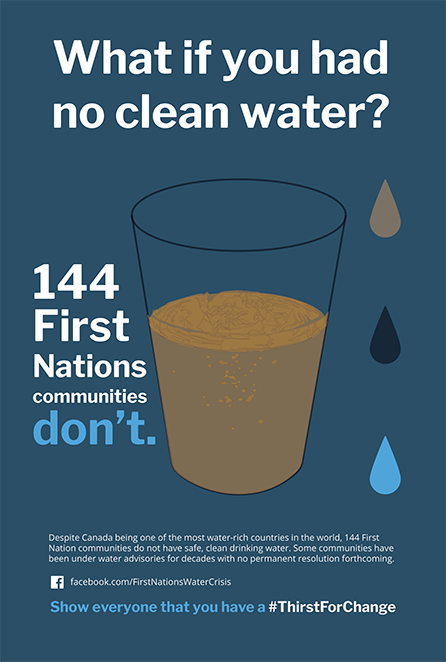 What if you had
no clean water?
144
First
Nations
communities
don't.
Despite Canada being one of the most water-rich countries in the world, 144 First
Nation communities do not have safe, clean drinking water. Some communities have
been under water advisories for decades with no permanent resolution forthcoming.
facebook.com/FirstNationsWaterCrisis
Show everyone that you have a #ThirstForChange